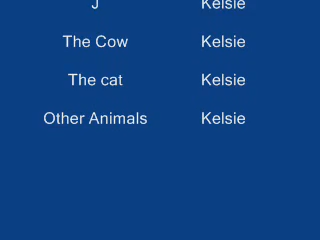 J Kelsie
The Cow Kelsie
The cat Kelsie
Other Animals Kelsie